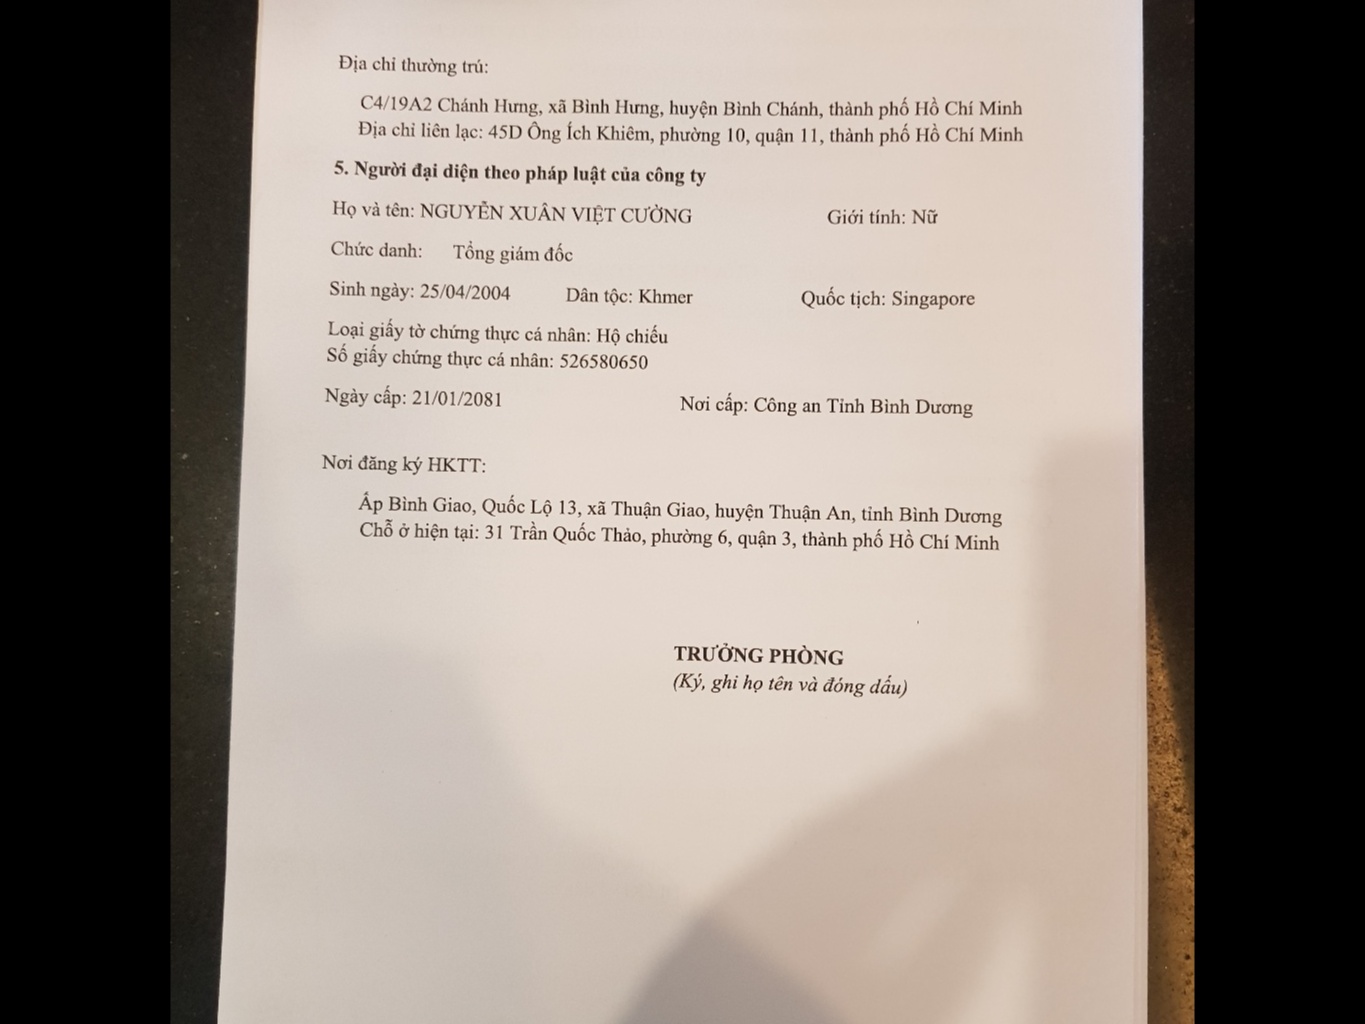 Địa chỉ thường trú:
C4/19A2 Chánh Hưng, xã Bình Hưng, huyện Bình Chánh, thành phố Hồ Chí Minh
Địa chỉ liên lạc: 45D Ông Ích Khiêm, phường 10, quận 11, thành phố Hồ Chí Minh
5. Người đại diện theo pháp luật của công ty
Họ và tên: NGUYỄN XUÂN VIỆT CƯỜNG Giới tính: Nữ
Chức danh: Tổng giám đốc
Sinh ngày: 25/04/2004 Dân tộc: Khmer Quốc tịch: Singapore
Loại giấy tờ chứng thực cá nhân: Hộ chiếu
Số giấy chứng thực cá nhân: 526580650
Ngày cấp: 21/01/2081 Nơi cấp: Công an Tỉnh Bình Dương
Nơi đăng ký HKTT:
Ấp Bình Giao, Quốc Lộ 13, xã Thuận Giao, huyện Thuận An, tỉnh Bình Dương
Chỗ ở hiện tại: 31 Trần Quốc Thảo, phường 6, quận 3, thành phố Hồ Chí Minh
TRƯỞNG PHÒNG
(Ký, ghi họ tên và đóng dấu)